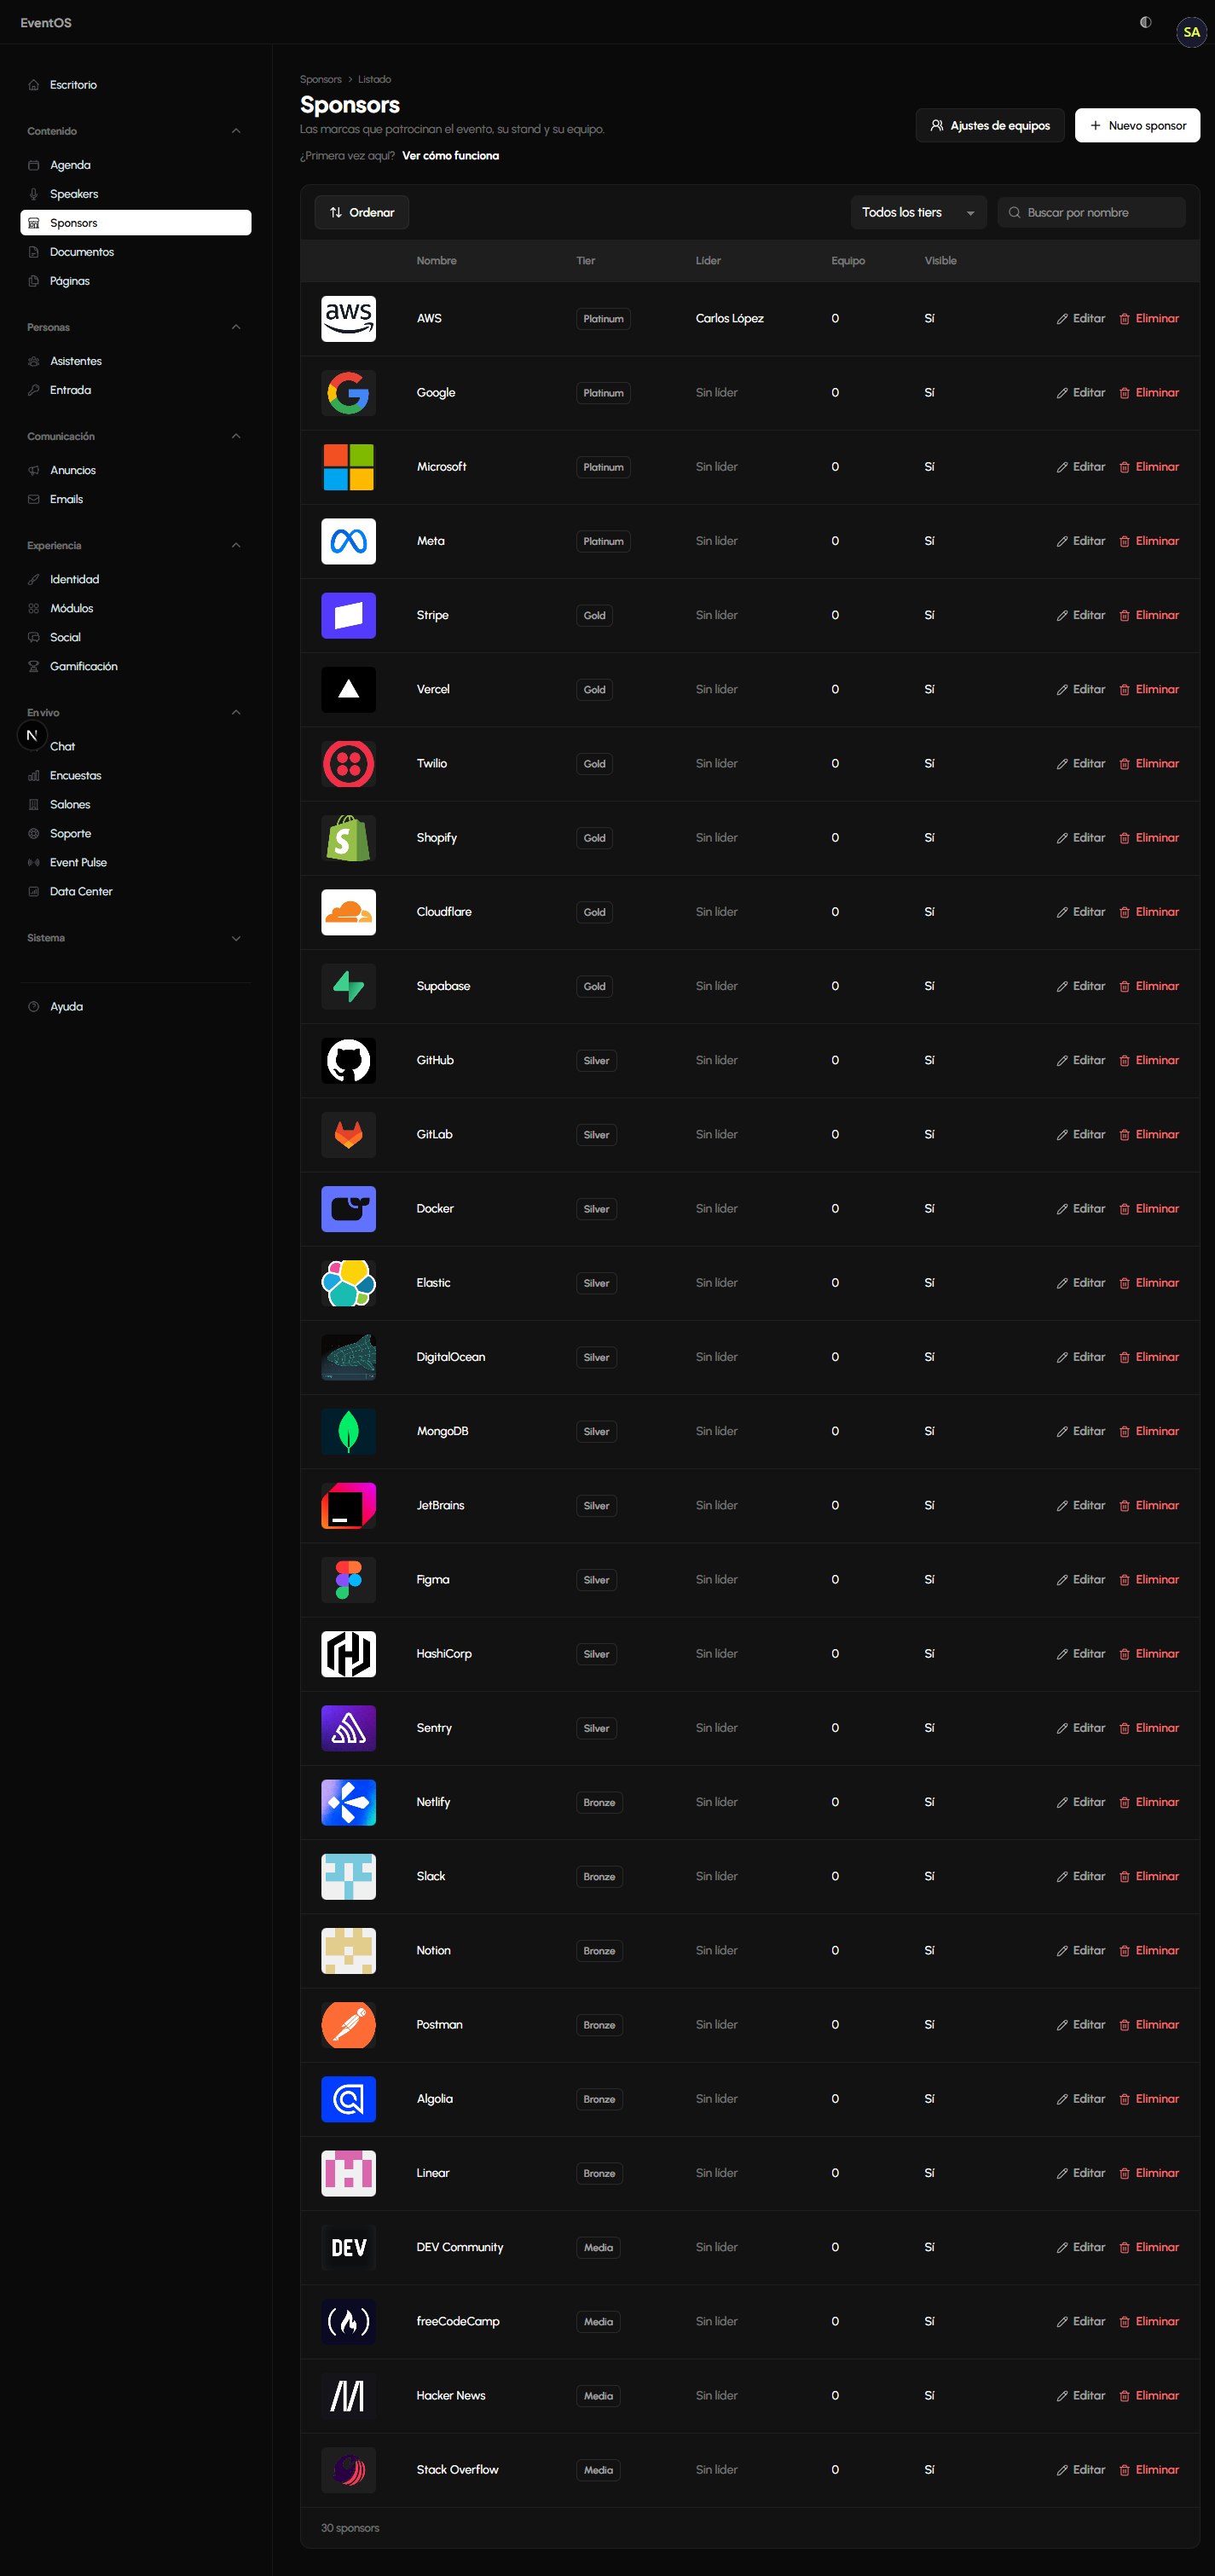 EventOS
SA
Escritorio
Contenido
Agenda
Speakers
Sponsors
Documentos
Páginas
Personas
Asistentes
Entrada
Comunicación
Anuncios
Emails
Experiencia
Identidad
Módulos
Social
Gamificación
En vivo
N
Chat
Encuestas
Salones
Soporte
Event Pulse
Data Center
Sistema
Ayuda
Sponsors > Listado
Sponsors
Las marcas que patrocinan el evento, su stand y su equipo.
¿Primera vez aquí? Ver cómo funciona
Ajustes de equipos
+ Nuevo sponsor
Ordenar
Todos los tiers
Buscar por nombre
Nombre Tier Líder Equipo Visible
aws AWS Platinum Carlos López 0 Sí Editar Eliminar
Google Platinum Sin líder 0 Sí Editar Eliminar
Microsoft Platinum Sin líder 0 Sí Editar Eliminar
Meta Platinum Sin líder 0 Sí Editar Eliminar
Stripe Gold Sin líder 0 Sí Editar Eliminar
Vercel Gold Sin líder 0 Sí Editar Eliminar
Twilio Gold Sin líder 0 Sí Editar Eliminar
Shopify Gold Sin líder 0 Sí Editar Eliminar
Cloudflare Gold Sin líder 0 Sí Editar Eliminar
Supabase Gold Sin líder 0 Sí Editar Eliminar
GitHub Silver Sin líder 0 Sí Editar Eliminar
GitLab Silver Sin líder 0 Sí Editar Eliminar
Docker Silver Sin líder 0 Sí Editar Eliminar
Elastic Silver Sin líder 0 Sí Editar Eliminar
DigitalOcean Silver Sin líder 0 Sí Editar Eliminar
MongoDB Silver Sin líder 0 Sí Editar Eliminar
JetBrains Silver Sin líder 0 Sí Editar Eliminar
Figma Silver Sin líder 0 Sí Editar Eliminar
HashiCorp Silver Sin líder 0 Sí Editar Eliminar
Sentry Silver Sin líder 0 Sí Editar Eliminar
Netlify Bronze Sin líder 0 Sí Editar Eliminar
Slack Bronze Sin líder 0 Sí Editar Eliminar
Notion Bronze Sin líder 0 Sí Editar Eliminar
Postman Bronze Sin líder 0 Sí Editar Eliminar
Algolia Bronze Sin líder 0 Sí Editar Eliminar
Linear Bronze Sin líder 0 Sí Editar Eliminar
DEV DEV Community Media Sin líder 0 Sí Editar Eliminar
freeCodeCamp Media Sin líder 0 Sí Editar Eliminar
Hacker News Media Sin líder 0 Sí Editar Eliminar
Stack Overflow Media Sin líder 0 Sí Editar Eliminar
30 sponsors